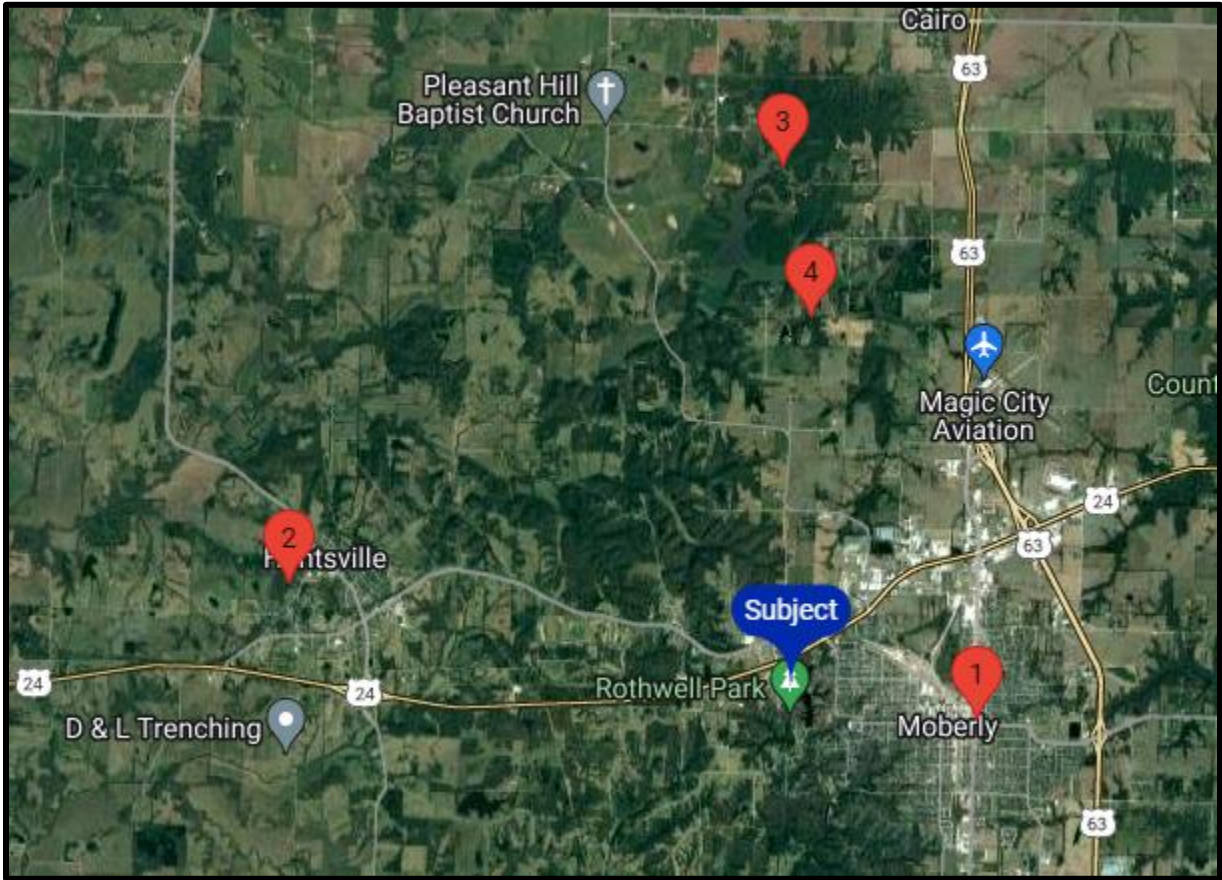 Cairo
63
Pleasant Hill
Baptist Church
3
63
4
Magic City
Aviation
Count
24
63
2
Huntsville
Subject
24
24
Rothwell Park
1
D & L Trenching
Moberly
63